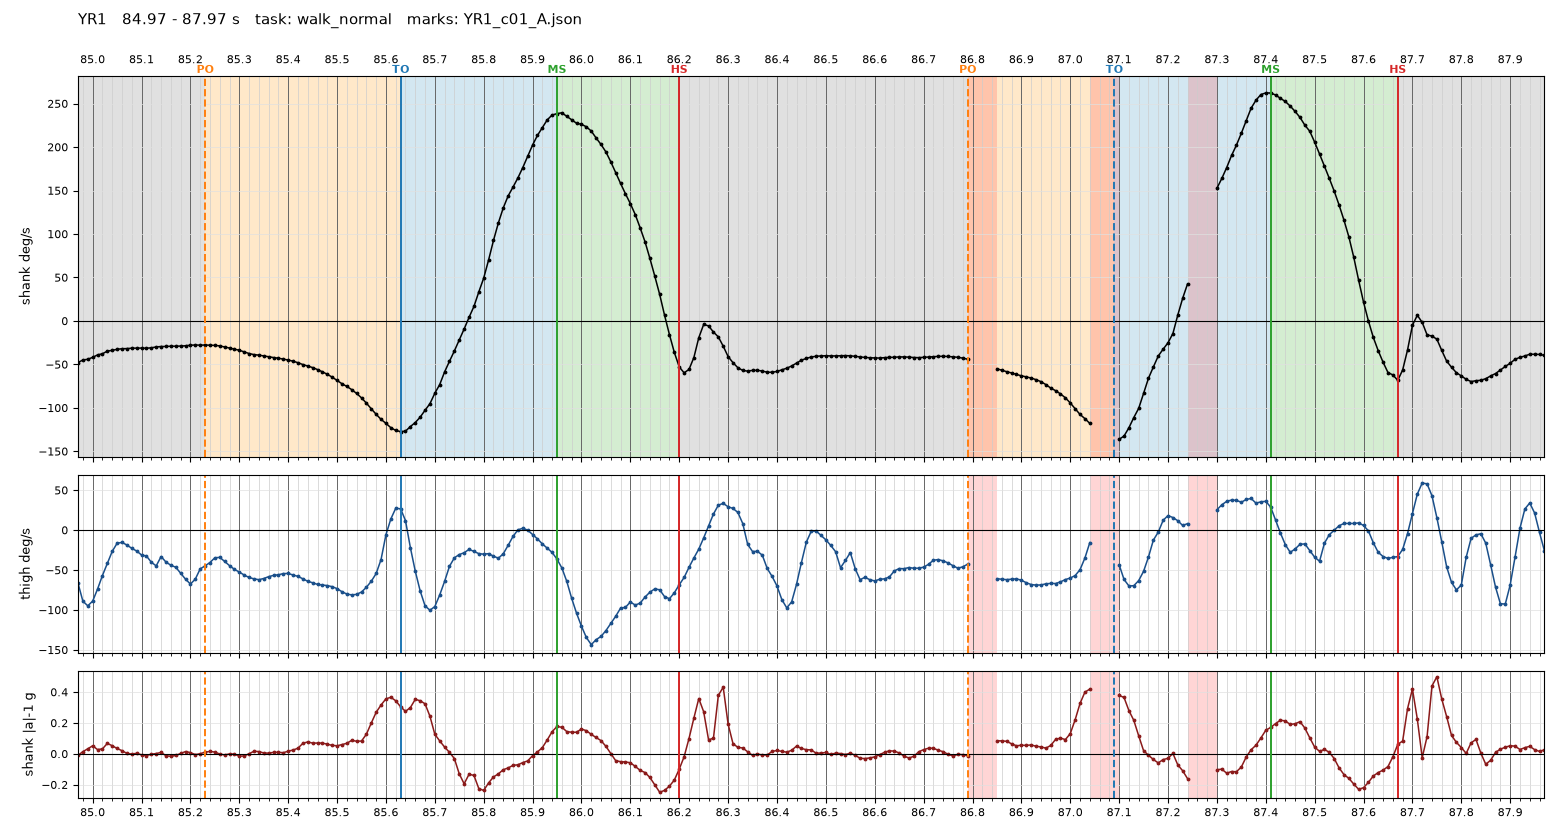 YR1 84.97 - 87.97 s task: walk_normal marks: YR1_c01_A.json
85.0 85.1 85.2 85.3 85.4 85.5 85.6 85.7 85.8 85.9 86.0 86.1 86.2 86.3 86.4 86.5 86.6 86.7 86.8 86.9 87.0 87.1 87.2 87.3 87.4 87.5 87.6 87.7 87.8 87.9
PO TO MS HS PO TO MS HS
250
200
150
100
50
0
−50
−100
−150
shank deg/s
50
0
−50
−100
−150
thigh deg/s
0.4
0.2
0.0
−0.2
shank |a|-1 g
85.0 85.1 85.2 85.3 85.4 85.5 85.6 85.7 85.8 85.9 86.0 86.1 86.2 86.3 86.4 86.5 86.6 86.7 86.8 86.9 87.0 87.1 87.2 87.3 87.4 87.5 87.6 87.7 87.8 87.9